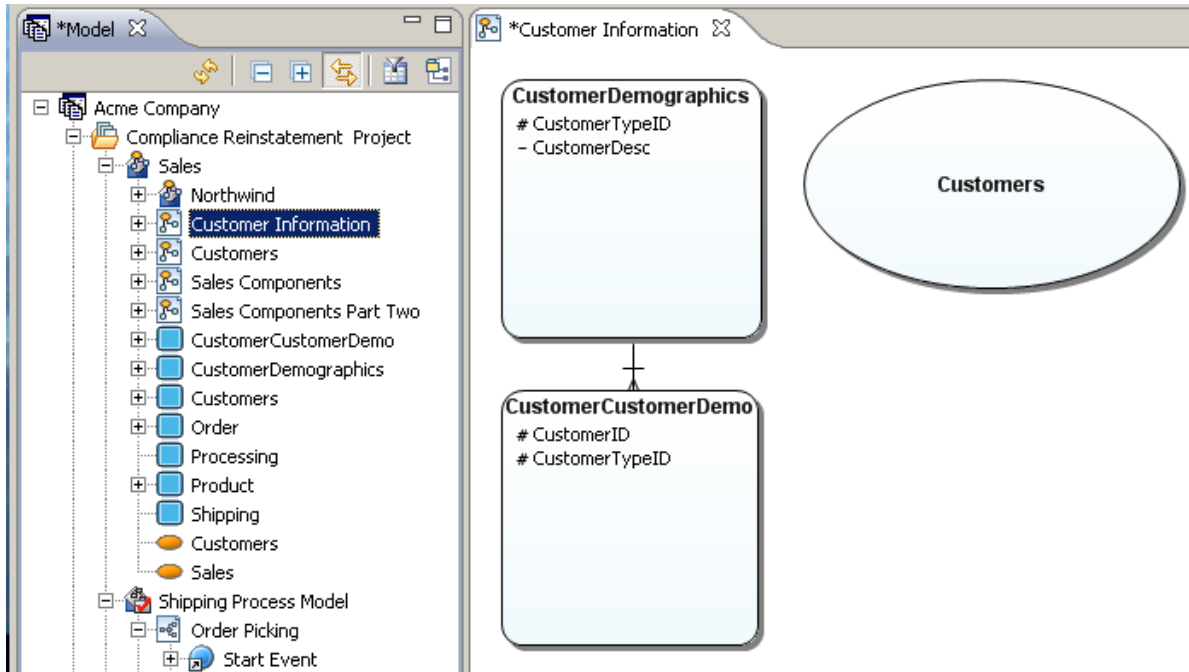 *Model
Acme Company
Compliance Reinstatement Project
Sales
Northwind
Customer Information
Customers
Sales Components
Sales Components Part Two
CustomerCustomerDemo
CustomerDemographics
Customers
Order
Processing
Product
Shipping
Customers
Sales
Shipping Process Model
Order Picking
Start Event
*Customer Information
CustomerDemographics
# CustomerTypeID
- CustomerDesc
Customers
CustomerCustomerDemo
# CustomerID
# CustomerTypeID